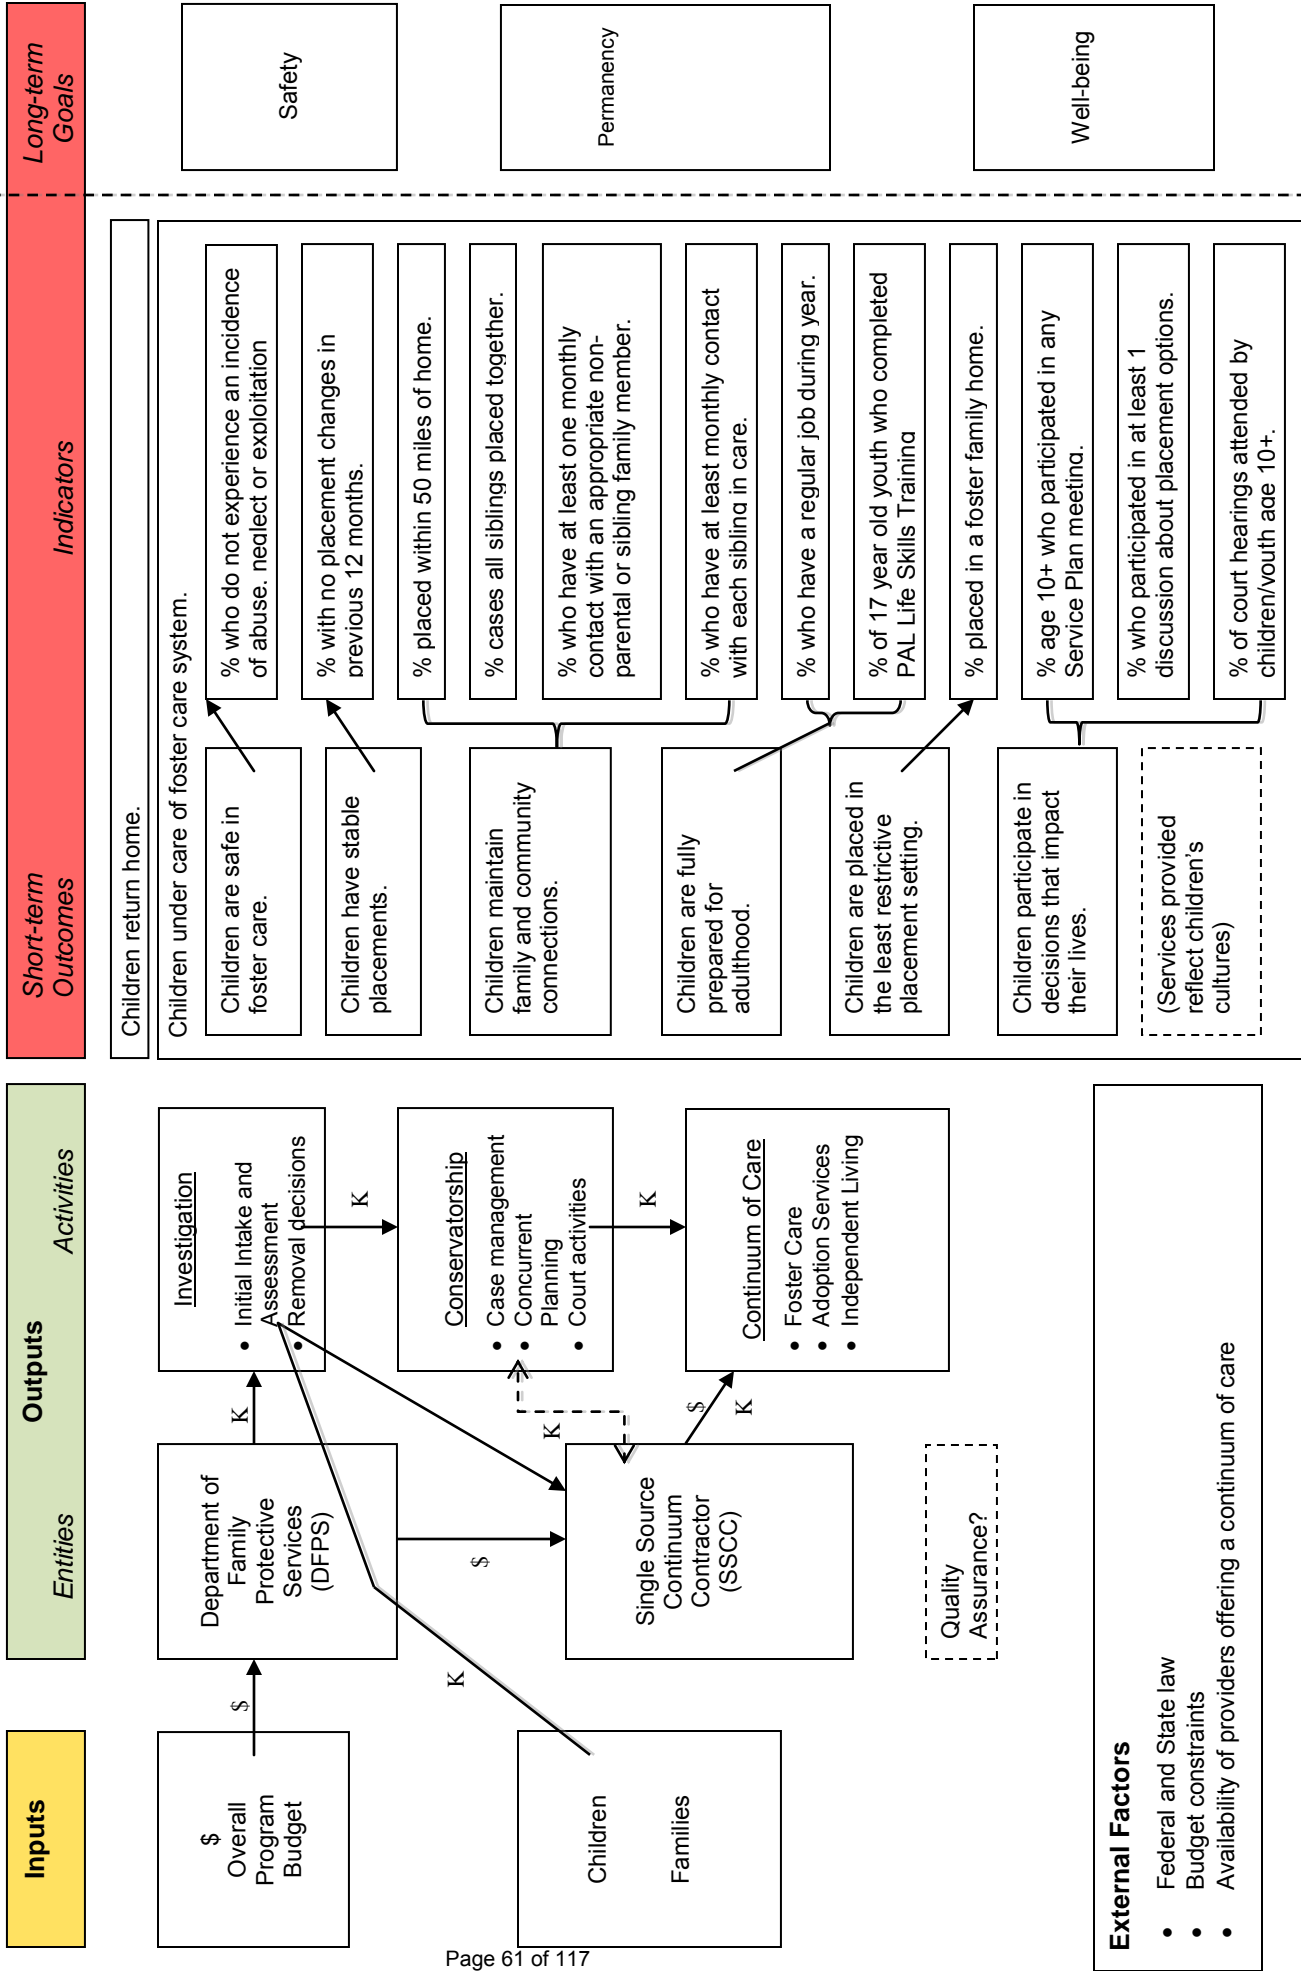 Inputs
Outputs
Entities
Activities
Short-term
Outcomes
Indicators
Long-term
Goals
$
Overall
Program
Budget
Children
Families
$
K
Department of
Family
Protective
Services
(DFPS)
$
Single Source
Continuum
Contractor
(SSCC)
Quality
Assurance?
K
K
$
K
Investigation
• Initial Intake and
Assessment
• Removal decisions
K
Conservatorship
• Case management
• Concurrent
Planning
• Court activities
K
Continuum of Care
• Foster Care
• Adoption Services
• Independent Living
External Factors
• Federal and State law
• Budget constraints
• Availability of providers offering a continuum of care
Children return home.
Children under care of foster care system.
Children are safe in
foster care.
Children have stable
placements.
Children maintain
family and community
connections.
Children are fully
prepared for
adulthood.
Children are placed in
the least restrictive
placement setting.
Children participate in
decisions that impact
their lives.
(Services provided
reflect children's
cultures)
% who do not experience an incidence
of abuse, neglect or exploitation
% with no placement changes in
previous 12 months.
% placed within 50 miles of home.
% cases all siblings placed together.
% who have at least one monthly
contact with an appropriate non-
parental or sibling family member.
% who have at least monthly contact
with each sibling in care.
% who have a regular job during year.
% of 17 year old youth who completed
PAL Life Skills Training
% placed in a foster family home.
% age 10+ who participated in any
Service Plan meeting.
% who participated in at least 1
discussion about placement options.
% of court hearings attended by
children/youth age 10+.
Safety
Permanency
Well-being
Page 61 of 117